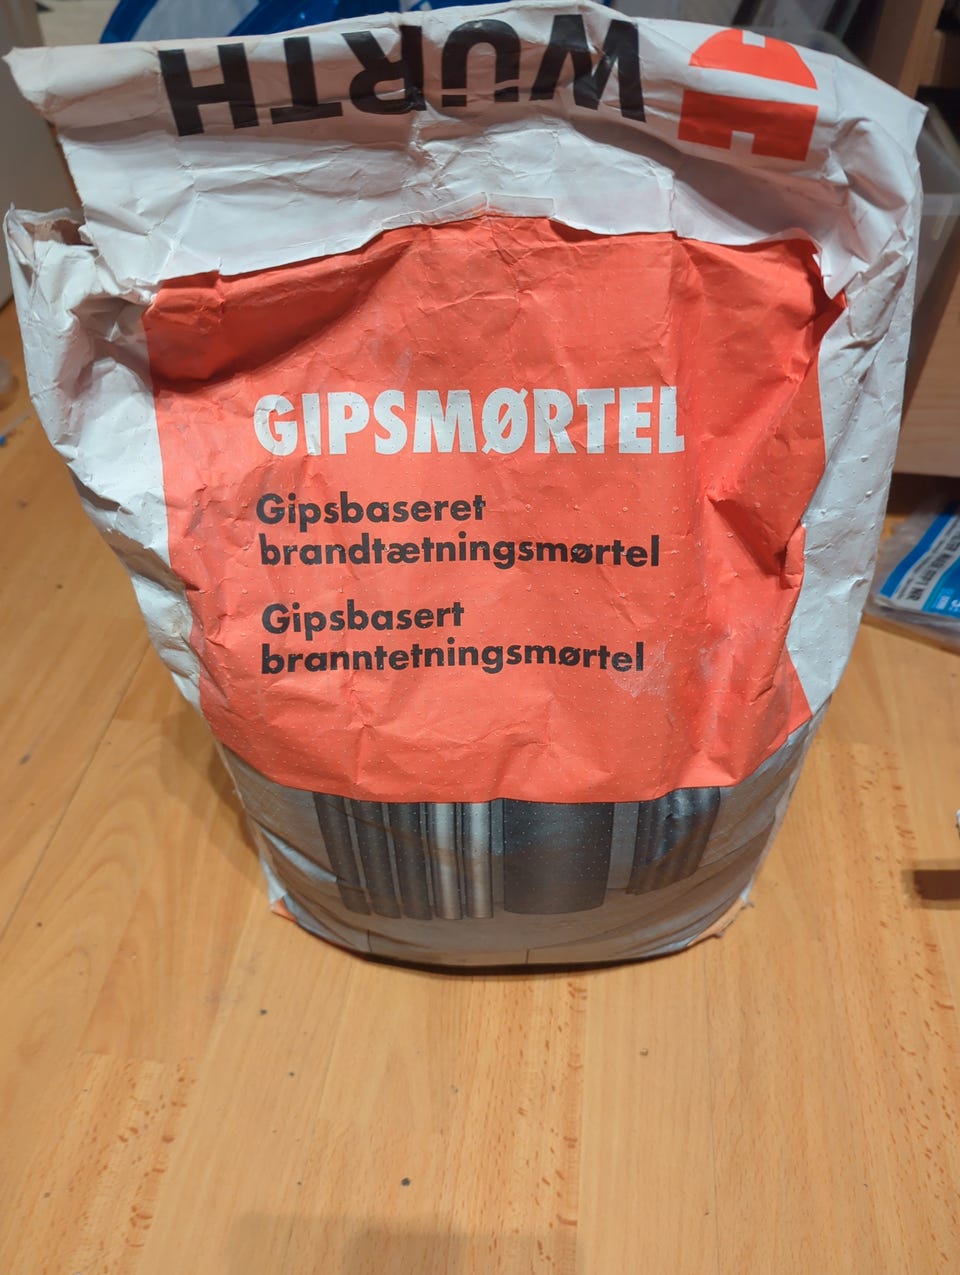 WÜRTH
GIPSMØRTEL
Gipsbaseret
brandtætningsmørtel
Gipsbasert
branntetningsmørtel